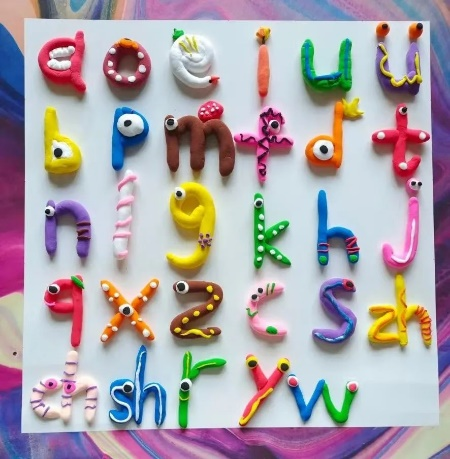 a o e i u ü
b p m f d t
n l g k h j
q x z c s zh
ch sh r y w